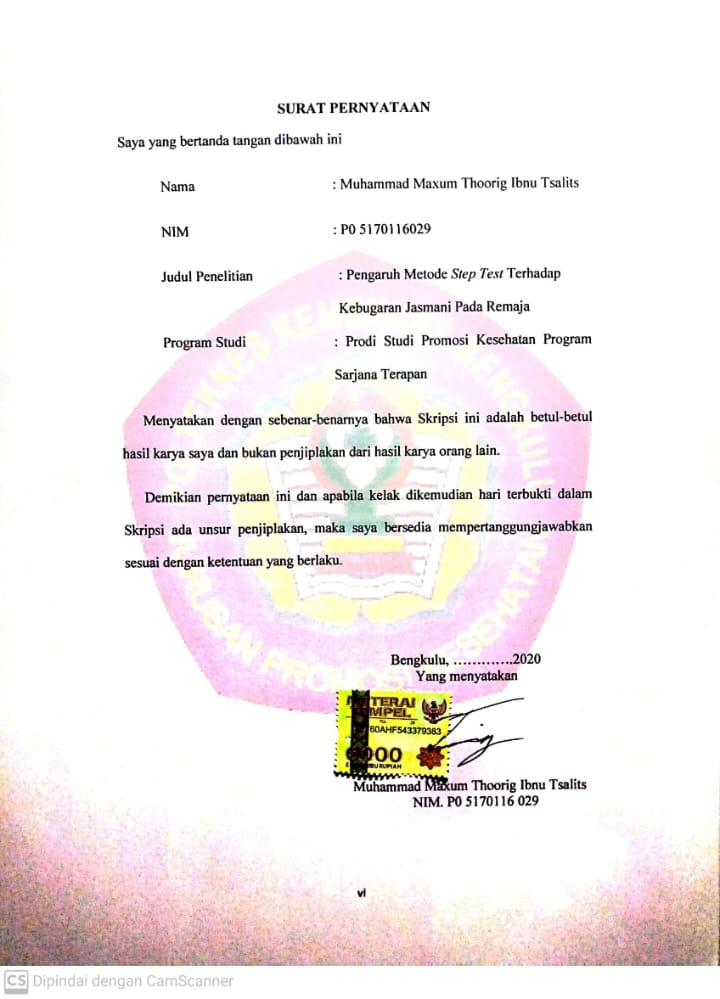 SURAT PERNYATAAN
Saya yang bertanda tangan dibawah ini
Nama : Muhammad Maxum Thoorig Ibnu Tsalits
NIM : P0 5170116029
Judul Penelitian : Pengaruh Metode Step Test Terhadap
Kebugaran Jasmani Pada Remaja
Program Studi : Prodi Studi Promosi Kesehatan Program
Sarjana Terapan
Menyatakan dengan sebenar-benarnya bahwa Skripsi ini adalah betul-betul
hasil karya saya dan bukan penjiplakan dari hasil karya orang lain.
Demikian pernyataan ini dan apabila kelak dikemudian hari terbukti dalam
Skripsi ada unsur penjiplakan, maka saya bersedia mempertanggungjawabkan
sesuai dengan ketentuan yang berlaku.
Bengkulu, .............2020
Yang menyatakan
TERAI
MPEL
60AHF543379383
6000
RIBU RUPIAH
Muhammad Maxum Thoorig Ibnu Tsalits
NIM. P0 5170116 029
vi
CS Dipindai dengan CamScanner